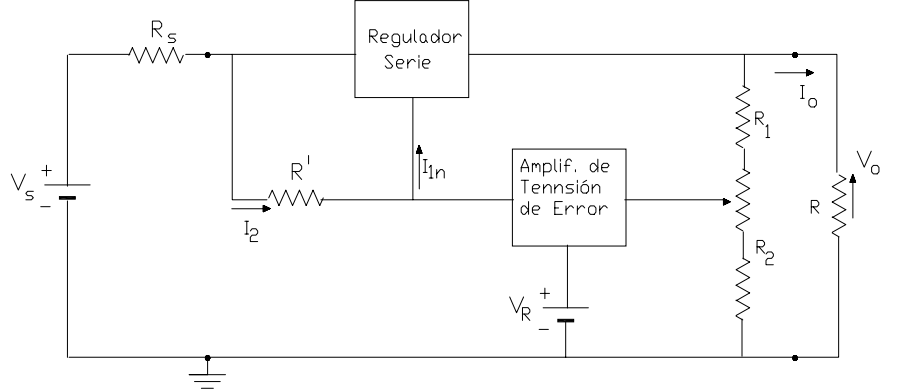 Rs
Regulador
Serie
Io
R1
Vo
Vs
+
-
R'
I1n
I2
Amplif. de
Tennsión
de Error
R
R2
VR
+
-